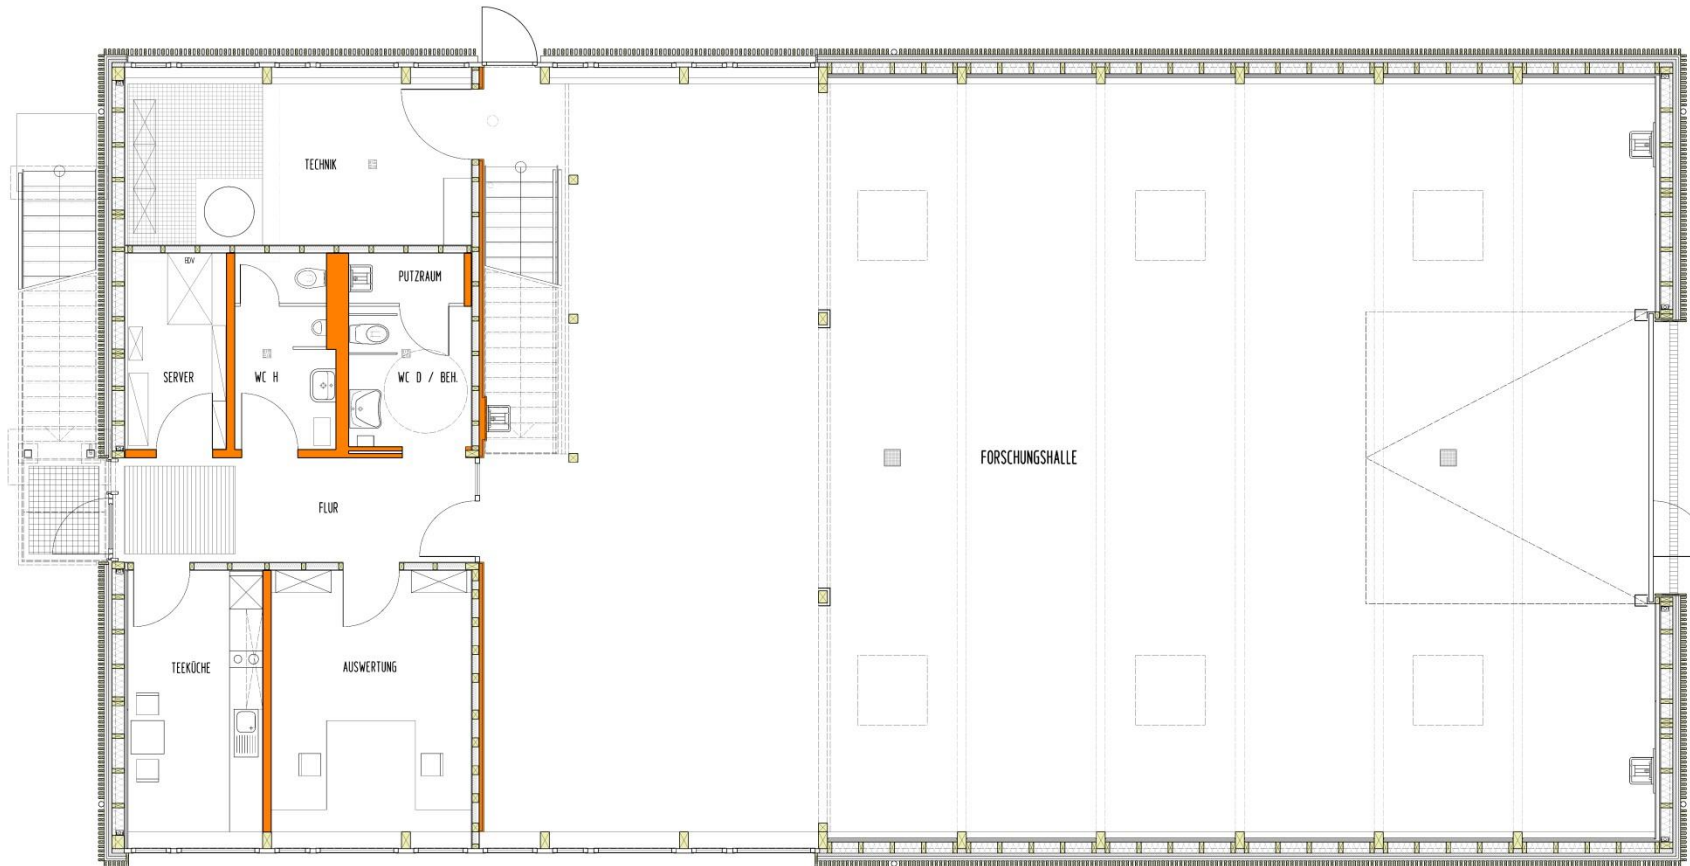 TECHNIK
EDV
PUTZRAUM
SERVER
WC H
WC D / BEH.
FORSCHUNGSHALLE
FLUR
TEEKÜCHE
AUSWERTUNG